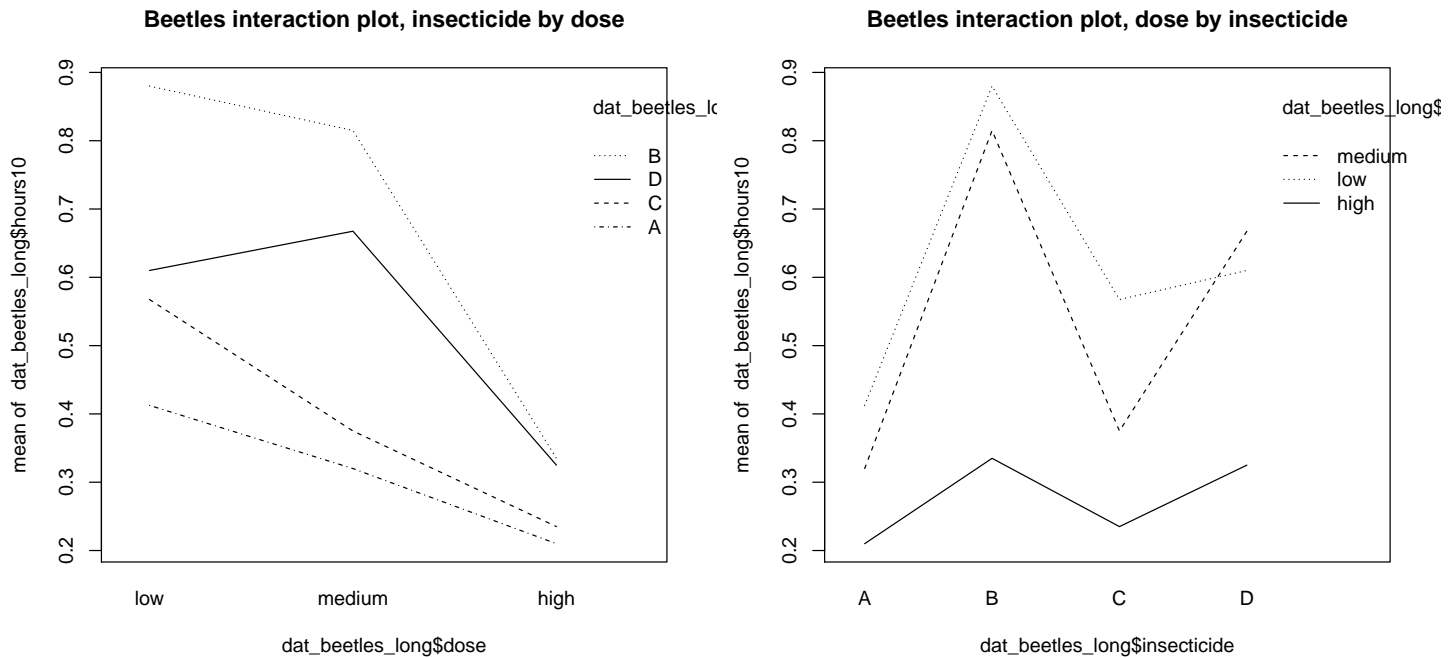 Beetles interaction plot, insecticide by dose
mean of dat_beetles_long$hours10
0.9
0.8
0.7
0.6
0.5
0.4
0.3
0.2
low medium high
dat_beetles_long$dose
dat_beetles_lo
B
D
C
A
Beetles interaction plot, dose by insecticide
mean of dat_beetles_long$hours10
0.9
0.8
0.7
0.6
0.5
0.4
0.3
0.2
A B C D
dat_beetles_long$insecticide
dat_beetles_long$
medium
low
high